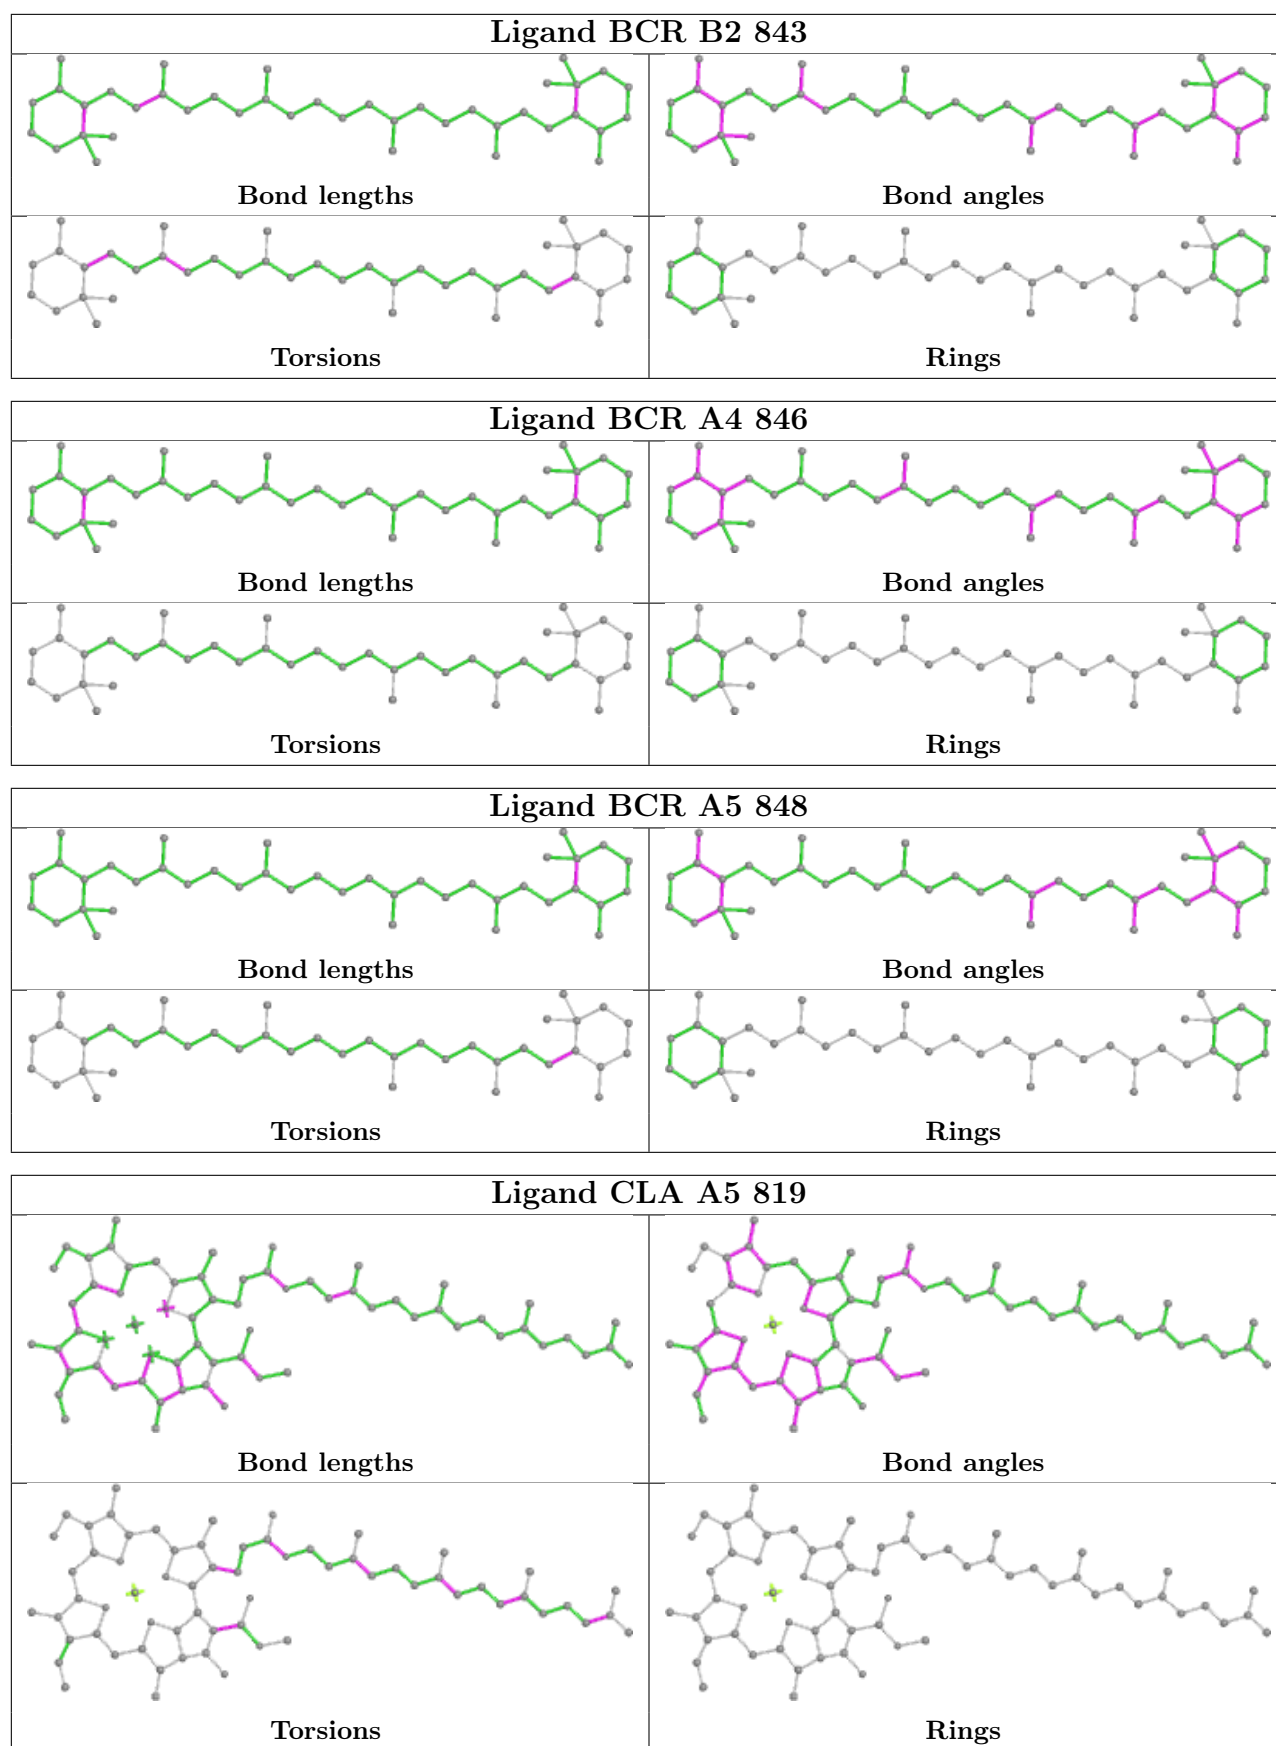 Ligand BCR B2 843
Bond lengths
Bond angles
Torsions
Rings
Ligand BCR A4 846
Bond lengths
Bond angles
Torsions
Rings
Ligand BCR A5 848
Bond lengths
Bond angles
Torsions
Rings
Ligand CLA A5 819
Bond lengths
Bond angles
Torsions
Rings